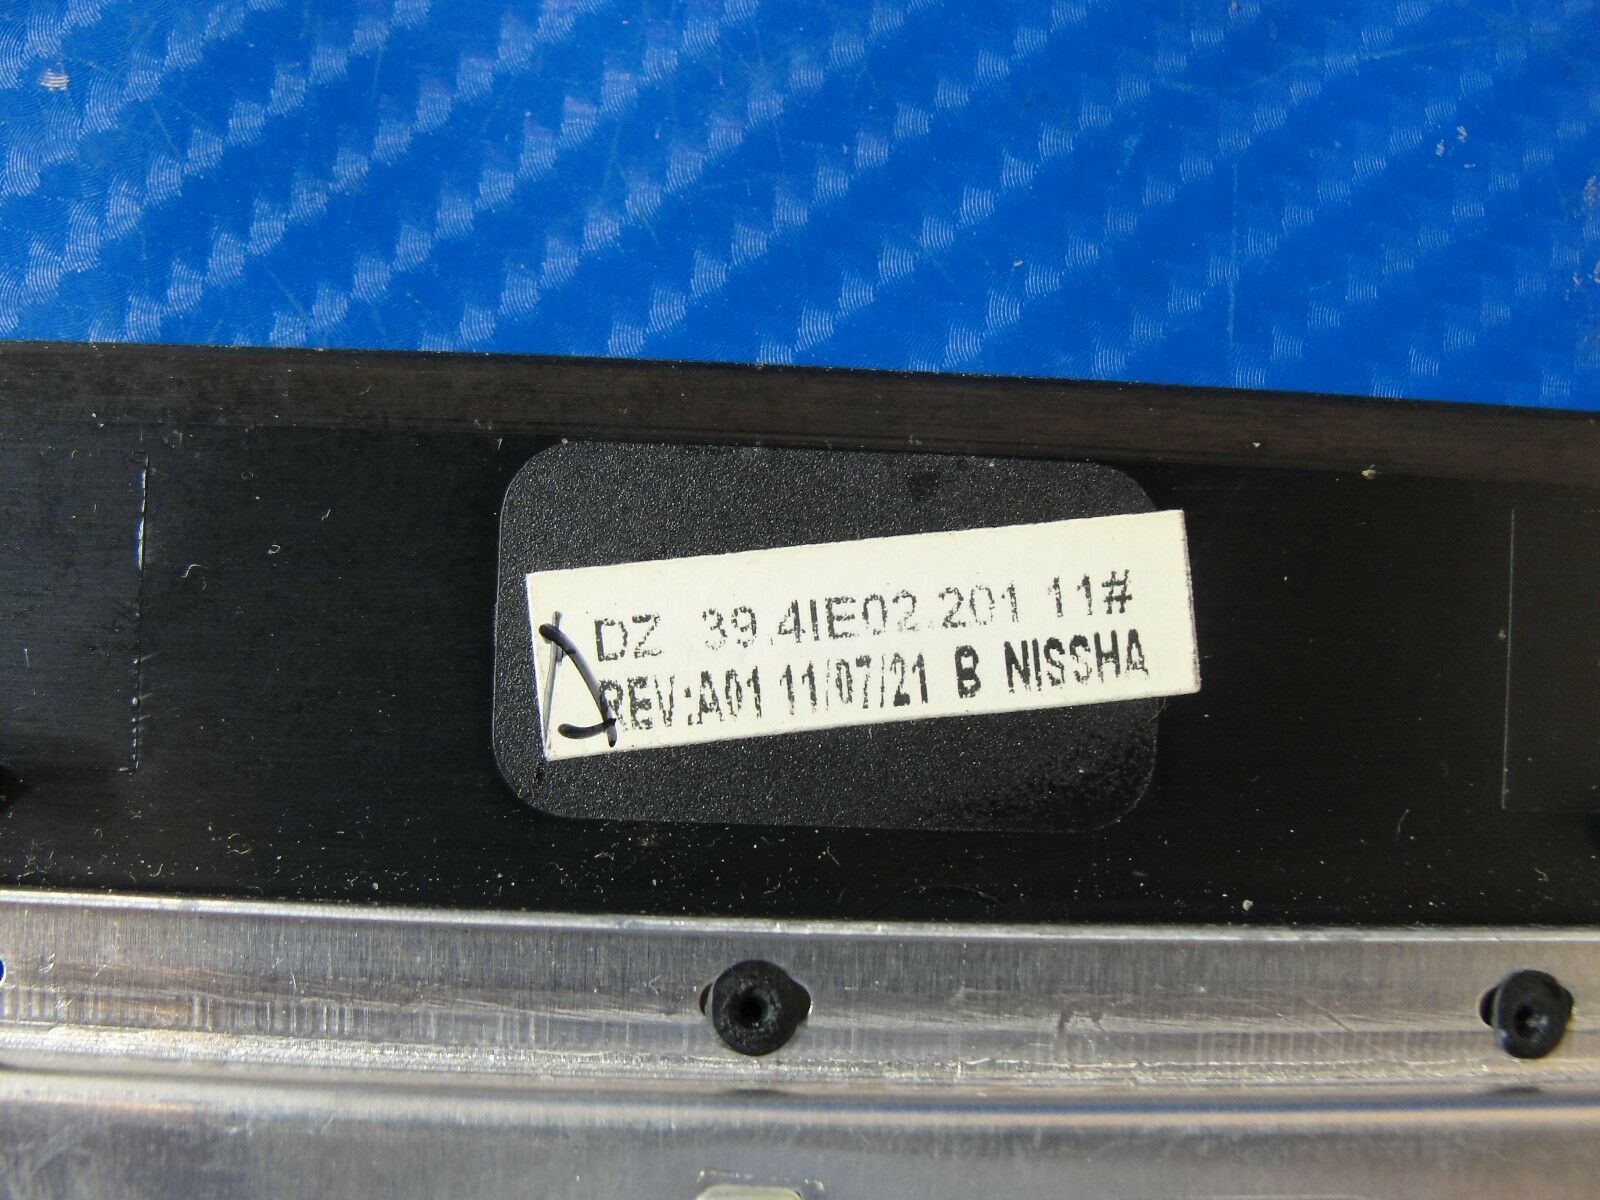 DZ 39.4IE02.201 11#
REV:A01 11/07/21 B NISSHA